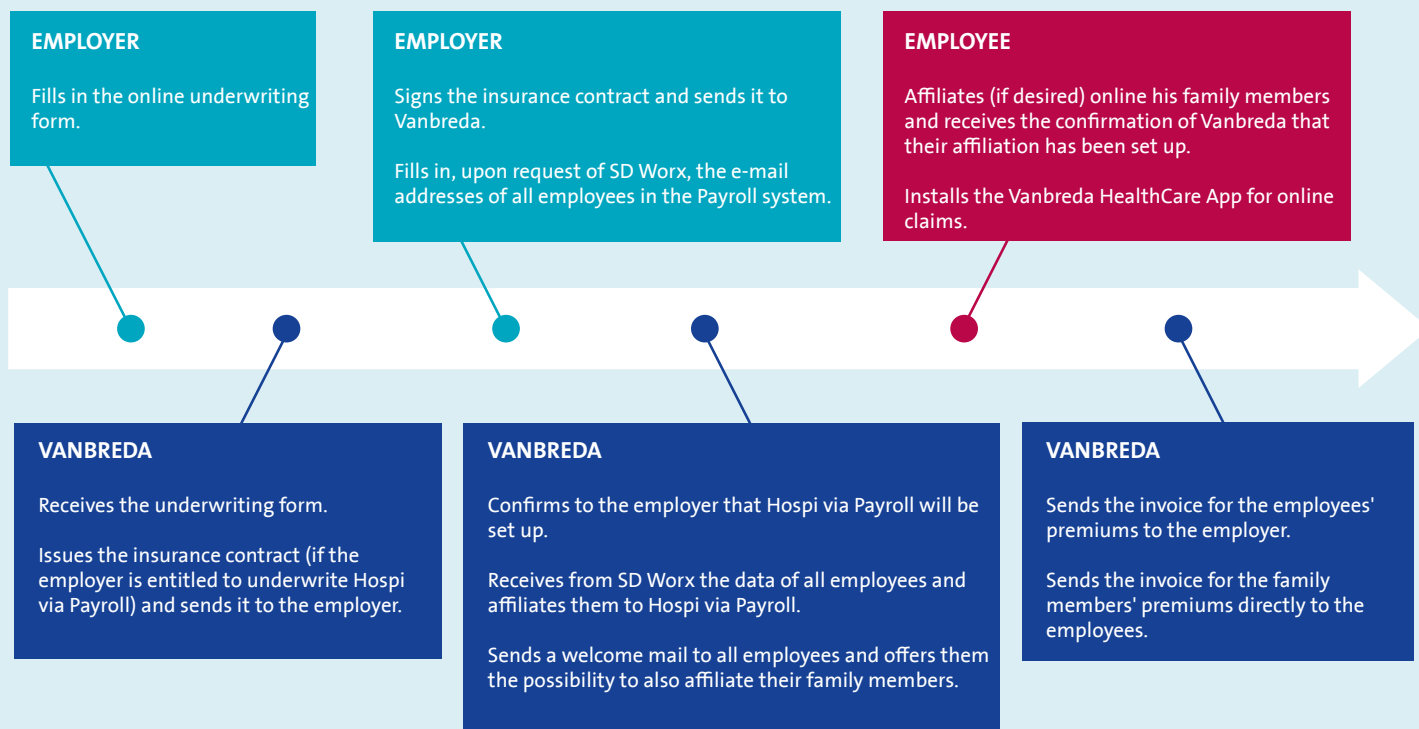 EMPLOYER
Fills in the online underwriting
form.
EMPLOYER
Signs the insurance contract and sends it to
Vanbreda.
Fills in, upon request of SD Worx, the e-mail
addresses of all employees in the Payroll system.
EMPLOYEE
Affiliates (if desired) online his family members
and receives the confirmation of Vanbreda that
their affiliation has been set up.
Installs the Vanbreda HealthCare App for online
claims.
VANBREDA
Receives the underwriting form.
Issues the insurance contract (if the
employer is entitled to underwrite Hospi
via Payroll) and sends it to the employer.
VANBREDA
Confirms to the employer that Hospi via Payroll will be
set up.
Receives from SD Worx the data of all employees and
affiliates them to Hospi via Payroll.
Sends a welcome mail to all employees and offers them
the possibility to also affiliate their family members.
VANBREDA
Sends the invoice for the employees'
premiums to the employer.
Sends the invoice for the family
members' premiums directly to the
employees.